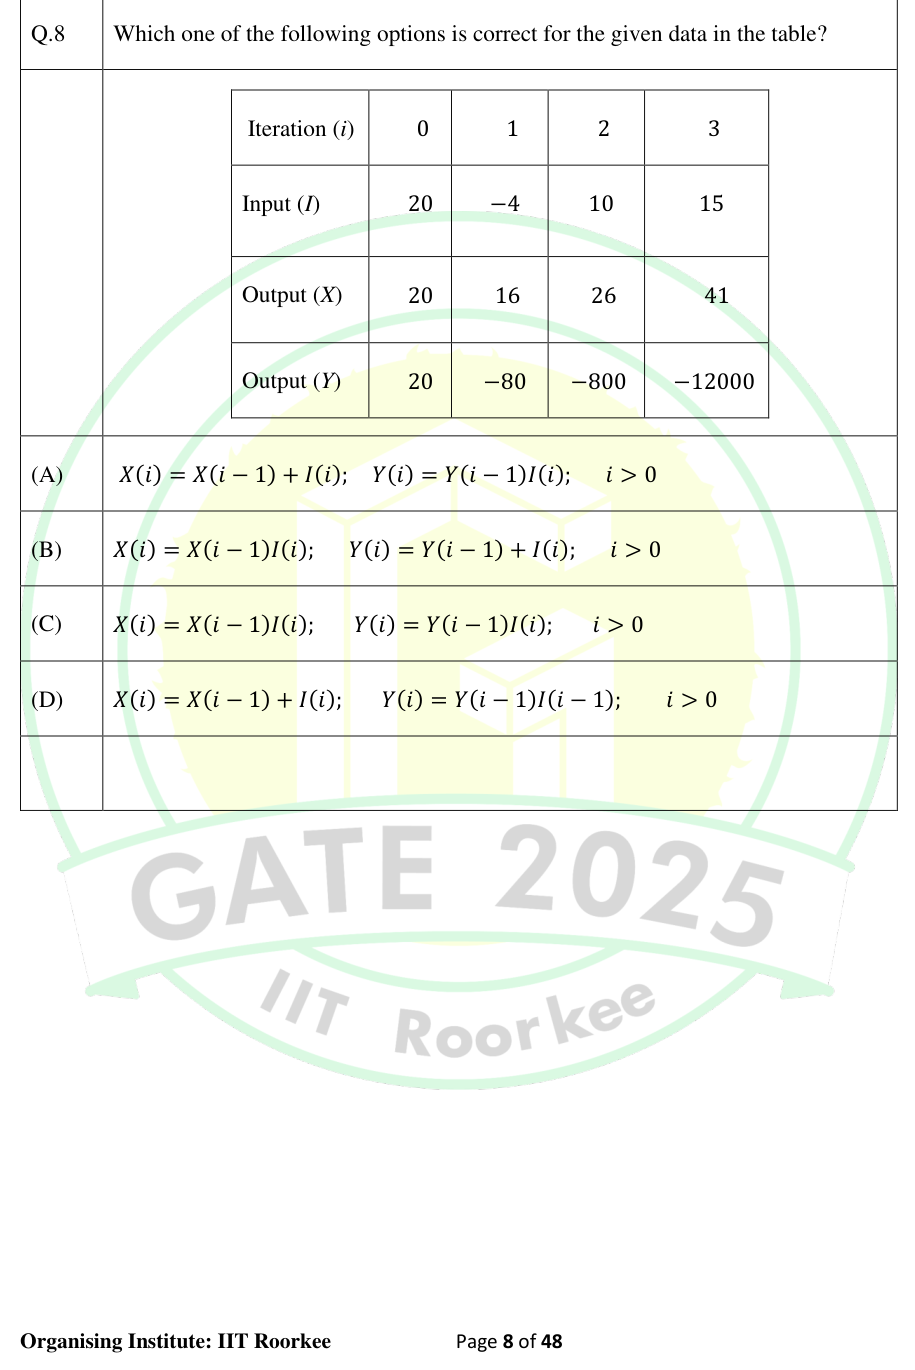 Q.8 Which one of the following options is correct for the given data in the table?
Iteration (i) 0 1 2 3
Input (I) 20 −4 10 15
Output (X) 20 16 26 41
Output (Y) 20 −80 −800 −12000
(A) X(i) = X(i − 1) + I(i); Y(i) = Y(i − 1)I(i); i > 0
(B) X(i) = X(i − 1)I(i); Y(i) = Y(i − 1) + I(i); i > 0
(C) X(i) = X(i − 1)I(i); Y(i) = Y(i − 1)I(i); i > 0
(D) X(i) = X(i − 1) + I(i); Y(i) = Y(i − 1)I(i − 1); i > 0
GATE 2025
IIT Roorkee
Organising Institute: IIT Roorkee Page 8 of 48